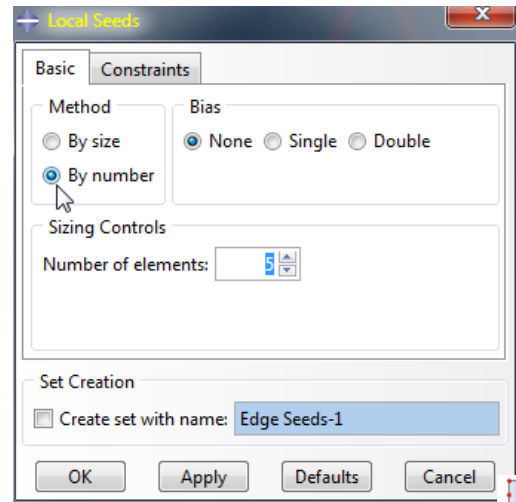 Local Seeds
Basic Constraints
Method Bias
By size None Single Double
By number
Sizing Controls
Number of elements: 5
Set Creation
Create set with name: Edge Seeds-1
OK Apply Defaults Cancel